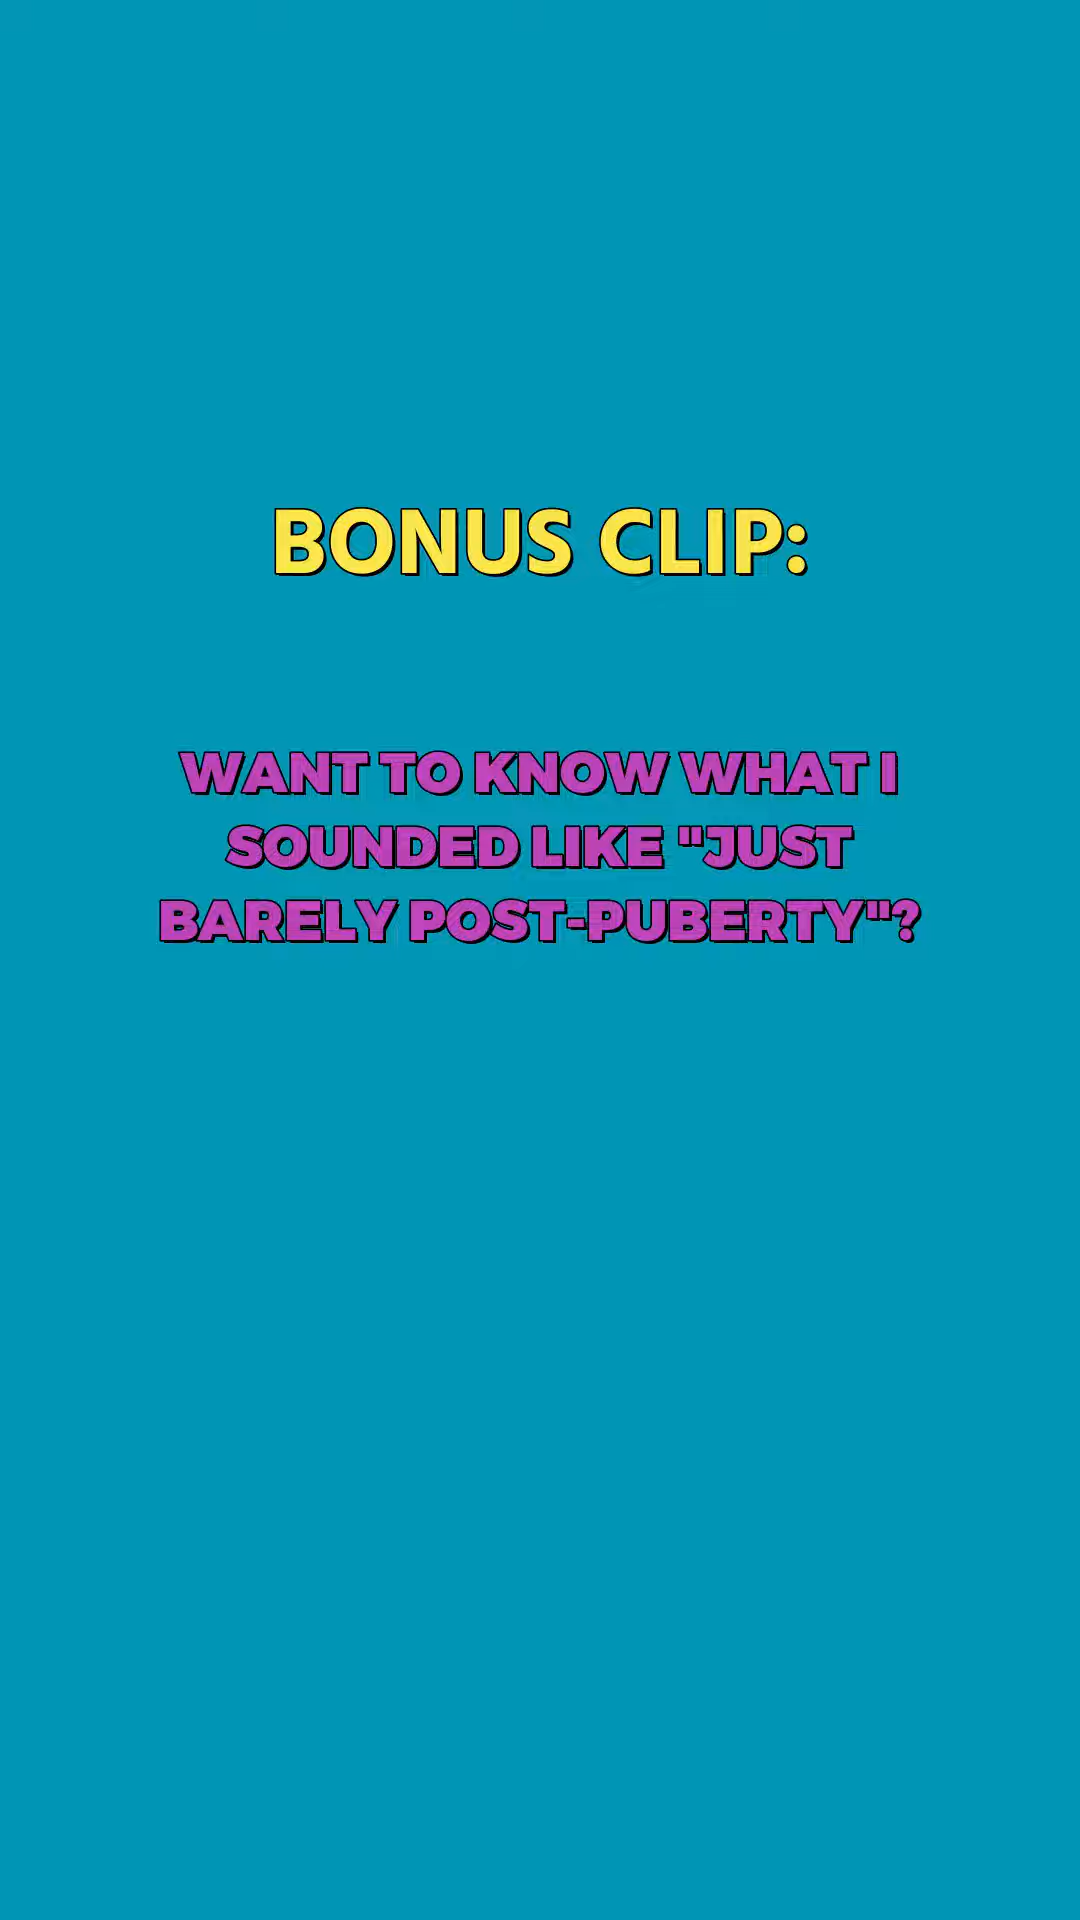 BONUS CLIP:
WANT TO KNOW WHAT I
SOUNDED LIKE "JUST
BARELY POST-PUBERTY"?